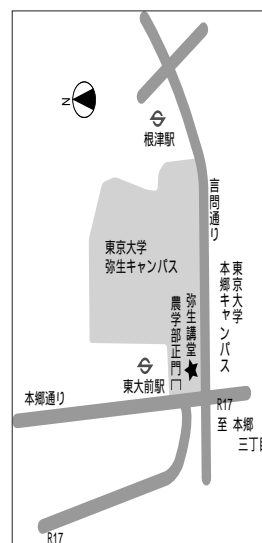 N
根津駅
言問り通
東京大学
弥生キャンパス
東京大学
本郷キャンパス
弥生講堂
農学部正門
東大前駅
本郷通り
R17
至 本郷
三丁目
R17